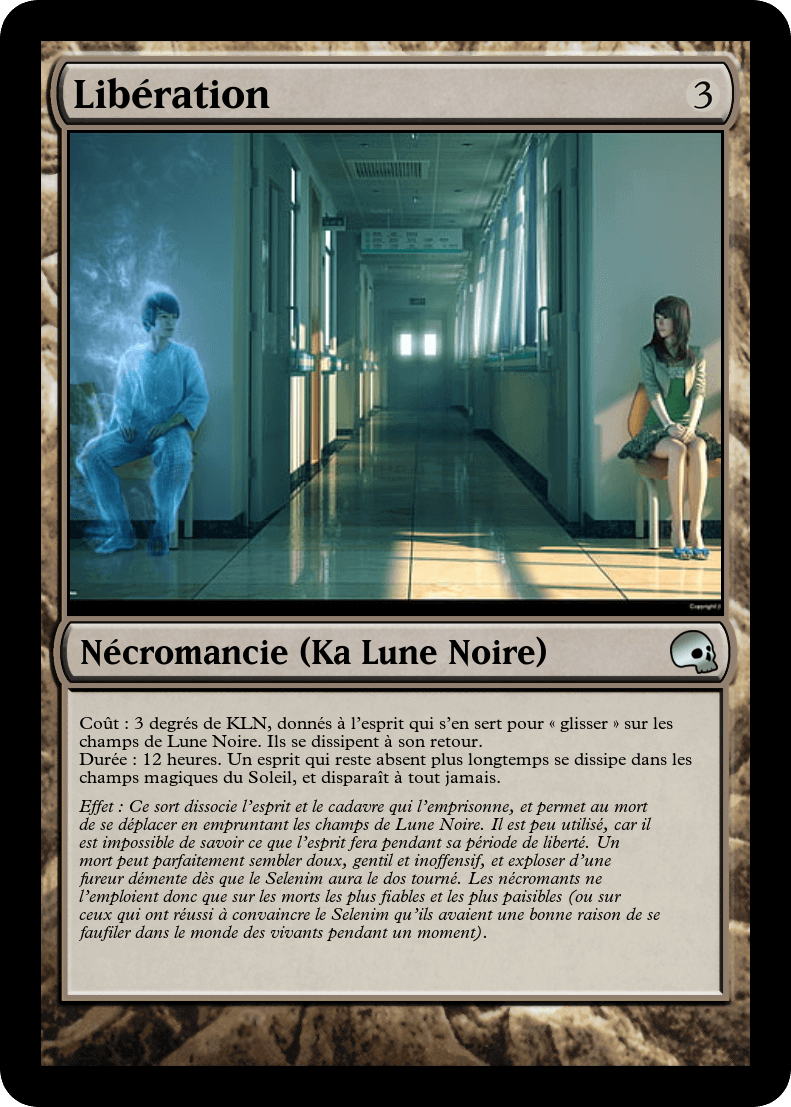 Libération
3
Copyright
Nécromancie (Ka Lune Noire)
Coût : 3 degrés de KLN, donnés à l'esprit qui s'en sert pour « glisser » sur les
champs de Lune Noire. Ils se dissipent à son retour.
Durée : 12 heures. Un esprit qui reste absent plus longtemps se dissipe dans les
champs magiques du Soleil, et disparaît à tout jamais.
Effet : Ce sort dissocie l'esprit et le cadavre qui l'emprisonne, et permet au mort
de se déplacer en empruntant les champs de Lune Noire. Il est peu utilisé, car il
est impossible de savoir ce que l'esprit fera pendant sa période de liberté. Un
mort peut parfaitement sembler doux, gentil et inoffensif, et exploser d'une
fureur démente dès que le Selenim aura le dos tourné. Les nécromants ne
l'emploient donc que sur les morts les plus fiables et les plus paisibles (ou sur
ceux qui ont réussi à convaincre le Selenim qu'ils avaient une bonne raison de se
faufiler dans le monde des vivants pendant un moment).